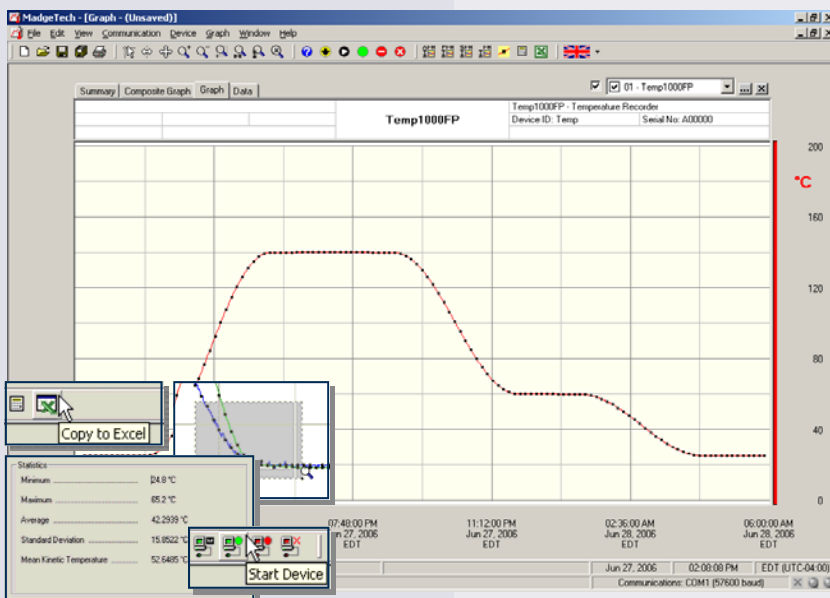 MadgeTech - [Graph - (Unsaved)]
File Edit View Communication Device Graph Window Help
Summary Composite Graph Graph Data
01 - Temp1000FP
Temp1000FP
Temp1000FP - Temperature Recorder
Device ID: Temp Serial No: A00000
200
°C
160
120
80
40
0
Copy to Excel
Statistics
Minimum 24.8 °C
Maximum 65.2 °C
Average 42.2939 °C
Standard Deviation 15.8522 °C
Mean Kinetic Temperature 52.6485 °C
Start Device
07:48:00 PM
Jun 27, 2006
EDT
11:12:00 PM
Jun 27, 2006
EDT
02:36:00 AM
Jun 28, 2006
EDT
06:00:00 AM
Jun 28, 2006
EDT
Jun 27, 2006 02:08:08 PM EDT (UTC-04:00)
Communications: COM1 (57600 baud)